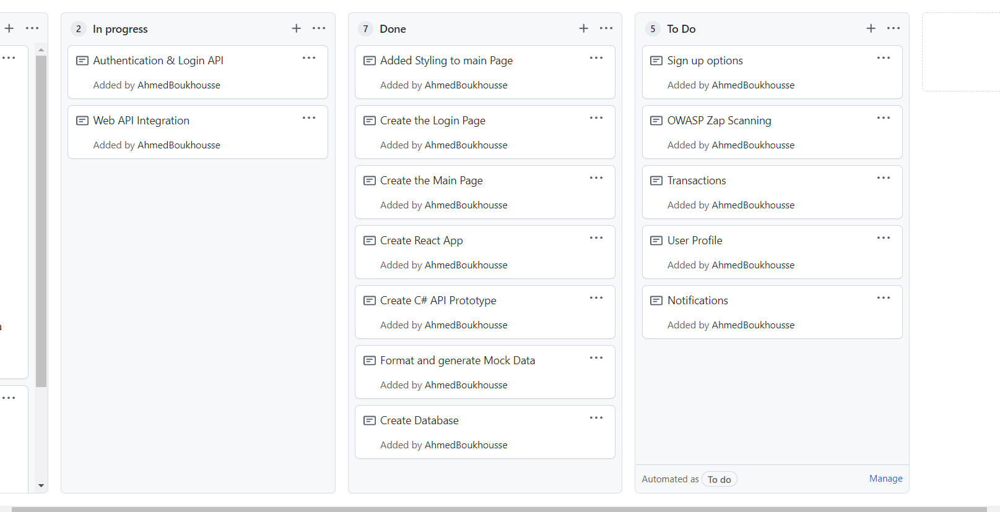 2 In progress
Authentication & Login API
Added by AhmedBoukhousse
Web API Integration
Added by AhmedBoukhousse
7 Done
Added Styling to main Page
Added by AhmedBoukhousse
Create the Login Page
Added by AhmedBoukhousse
Create the Main Page
Added by AhmedBoukhousse
Create React App
Added by AhmedBoukhousse
Create C# API Prototype
Added by AhmedBoukhousse
Format and generate Mock Data
Added by AhmedBoukhousse
Create Database
Added by AhmedBoukhousse
5 To Do
Sign up options
Added by AhmedBoukhousse
OWASP Zap Scanning
Added by AhmedBoukhousse
Transactions
Added by AhmedBoukhousse
User Profile
Added by AhmedBoukhousse
Notifications
Added by AhmedBoukhousse
Automated as To do Manage